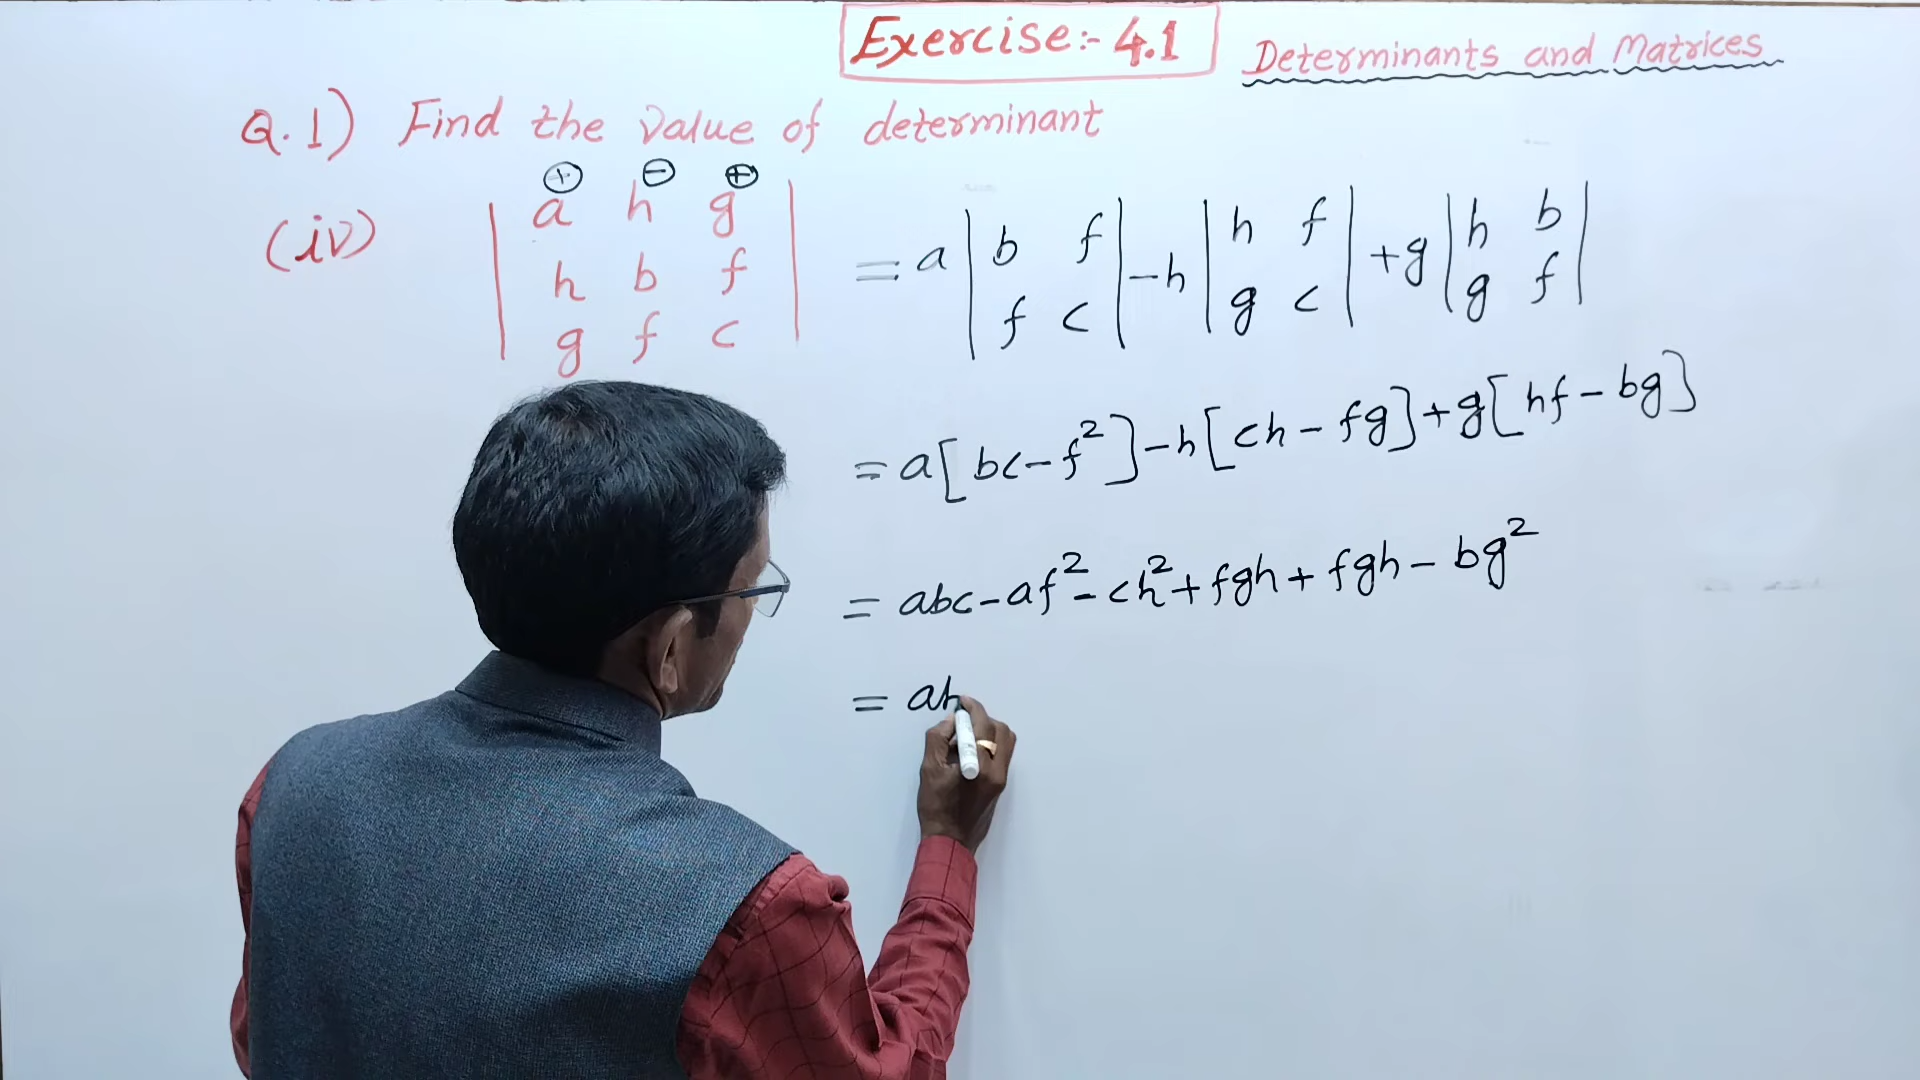 Exercise:- 4.1
Determinants and Matrices
Q.1) Find the value of determinant
(iv) | a h g | = a | b f | - h | h f | + g | h b |
⊕ ⊖ ⊕
| h b f | | f c | | g c | | g f |
| g f c |
= a[bc - f²] - h[ch - fg] + g[hf - bg]
= abc - af² - ch² + fgh + fgh - bg²
= ab